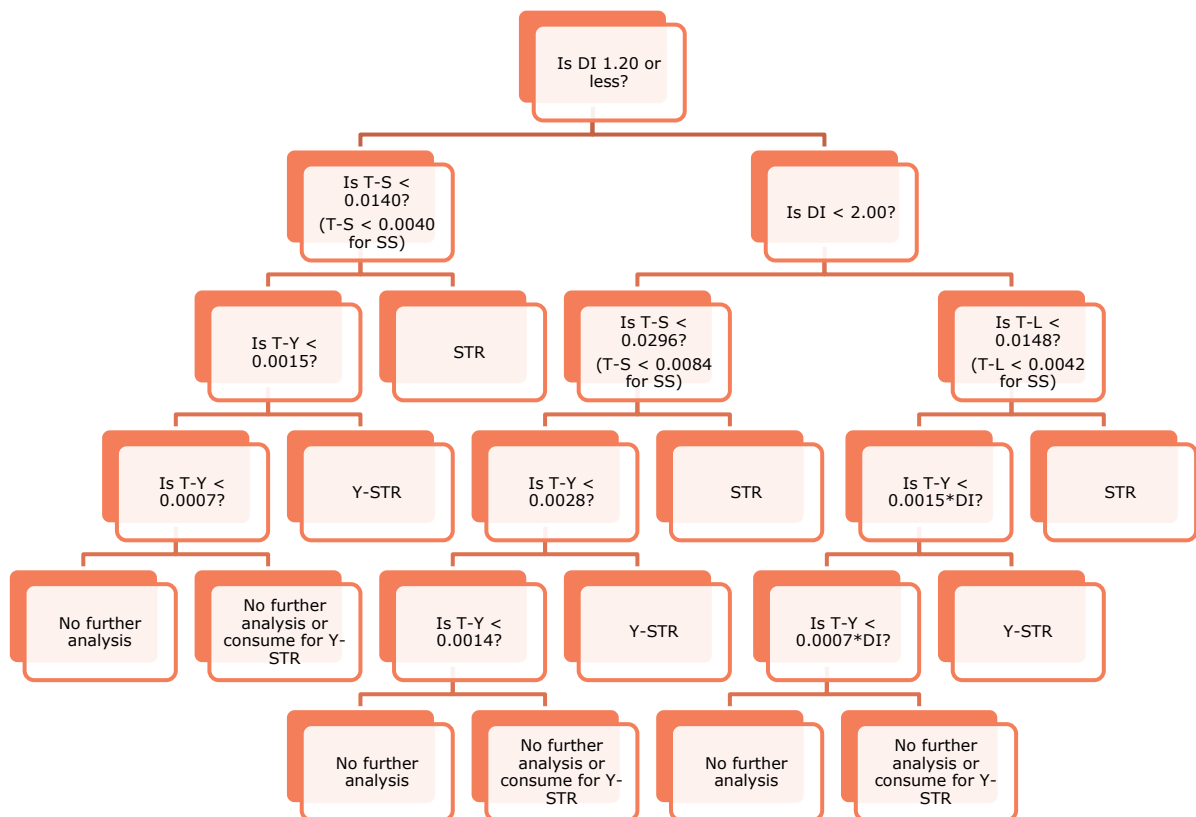 Is DI 1.20 or
less?
Is T-S <
0.0140?
(T-S < 0.0040
for SS)
Is DI < 2.00?
Is T-Y <
0.0015?
STR
Is T-S <
0.0296?
(T-S < 0.0084
for SS)
Is T-L <
0.0148?
(T-L < 0.0042
for SS)
Is T-Y <
0.0007?
Y-STR
Is T-Y <
0.0028?
STR
Is T-Y <
0.0015*DI?
STR
No further
analysis
No further
analysis or
consume for Y-
STR
Is T-Y <
0.0014?
Y-STR
Is T-Y <
0.0007*DI?
Y-STR
No further
analysis
No further
analysis or
consume for Y-
STR
No further
analysis
No further
analysis or
consume for Y-
STR